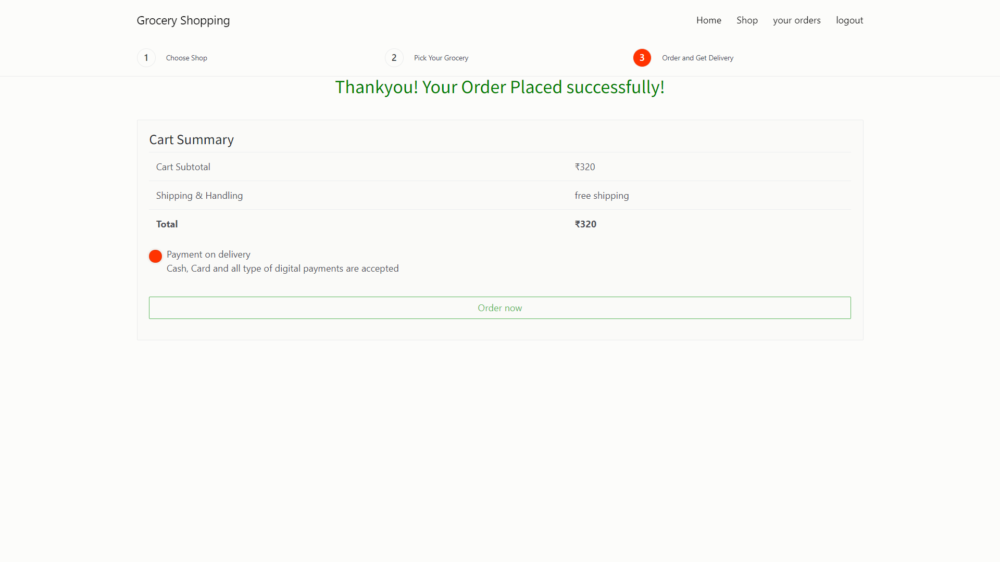 Grocery Shopping
Home Shop your orders logout
1 Choose Shop 2 Pick Your Grocery 3 Order and Get Delivery
Thankyou! Your Order Placed successfully!
Cart Summary
Cart Subtotal ₹320
Shipping & Handling free shipping
Total ₹320
Payment on delivery
Cash, Card and all type of digital payments are accepted
Order now